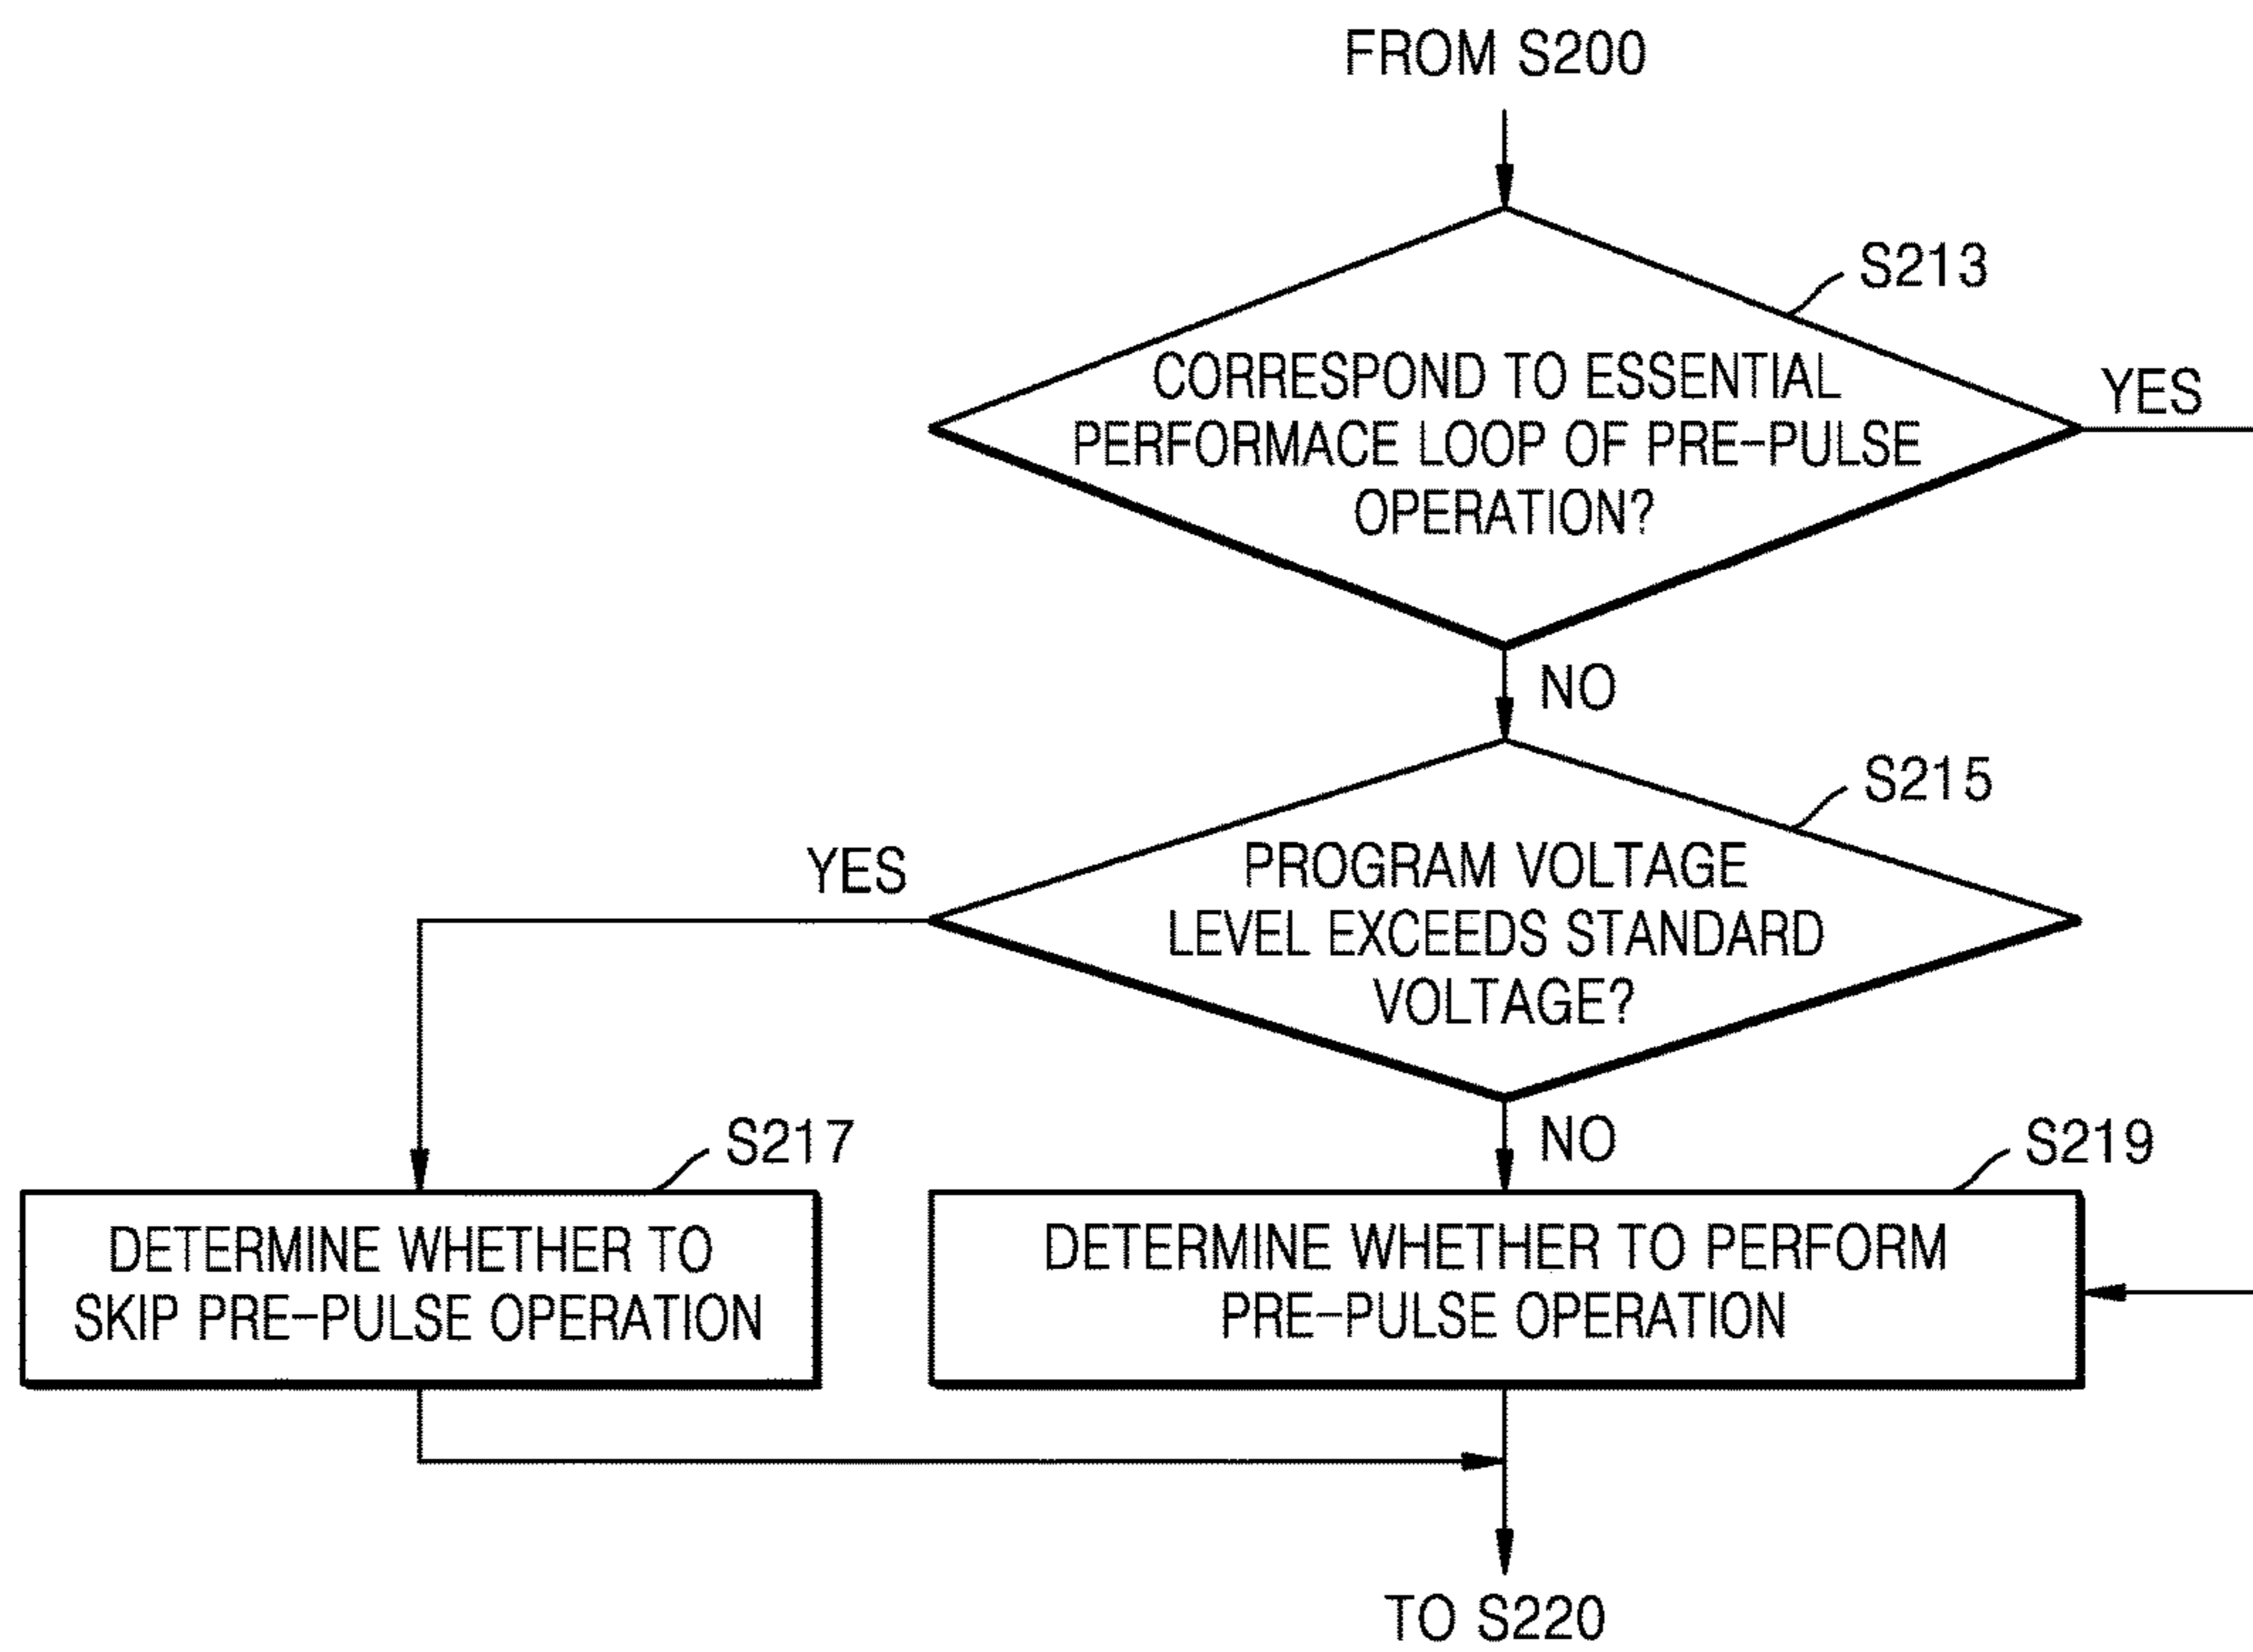 FROM S200
S213
CORRESPOND TO ESSENTIAL
PERFORMACE LOOP OF PRE-PULSE
OPERATION?
YES
NO
S215
PROGRAM VOLTAGE
LEVEL EXCEEDS STANDARD
VOLTAGE?
YES
NO
S217
DETERMINE WHETHER TO
SKIP PRE-PULSE OPERATION
S219
DETERMINE WHETHER TO PERFORM
PRE-PULSE OPERATION
TO S220